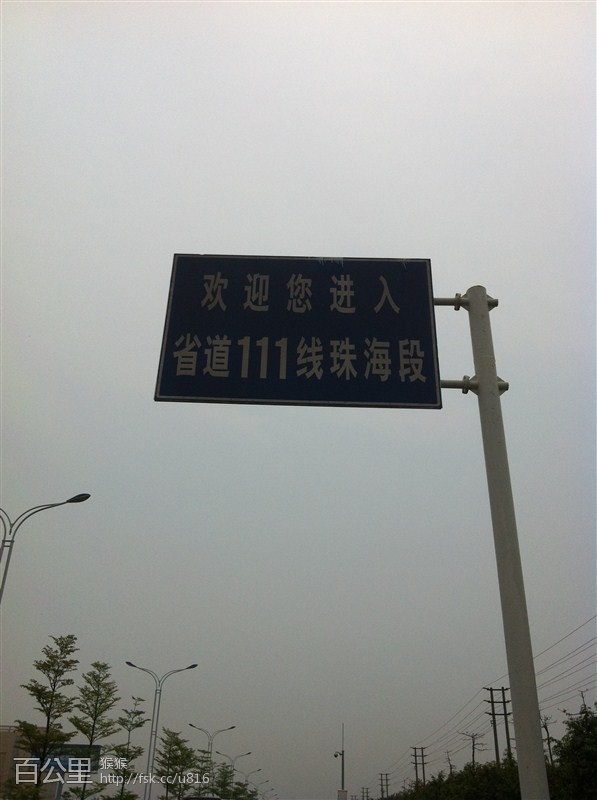 欢迎您进入
省道111线珠海段
百公里 猴猴
http://fsk.cc/u816